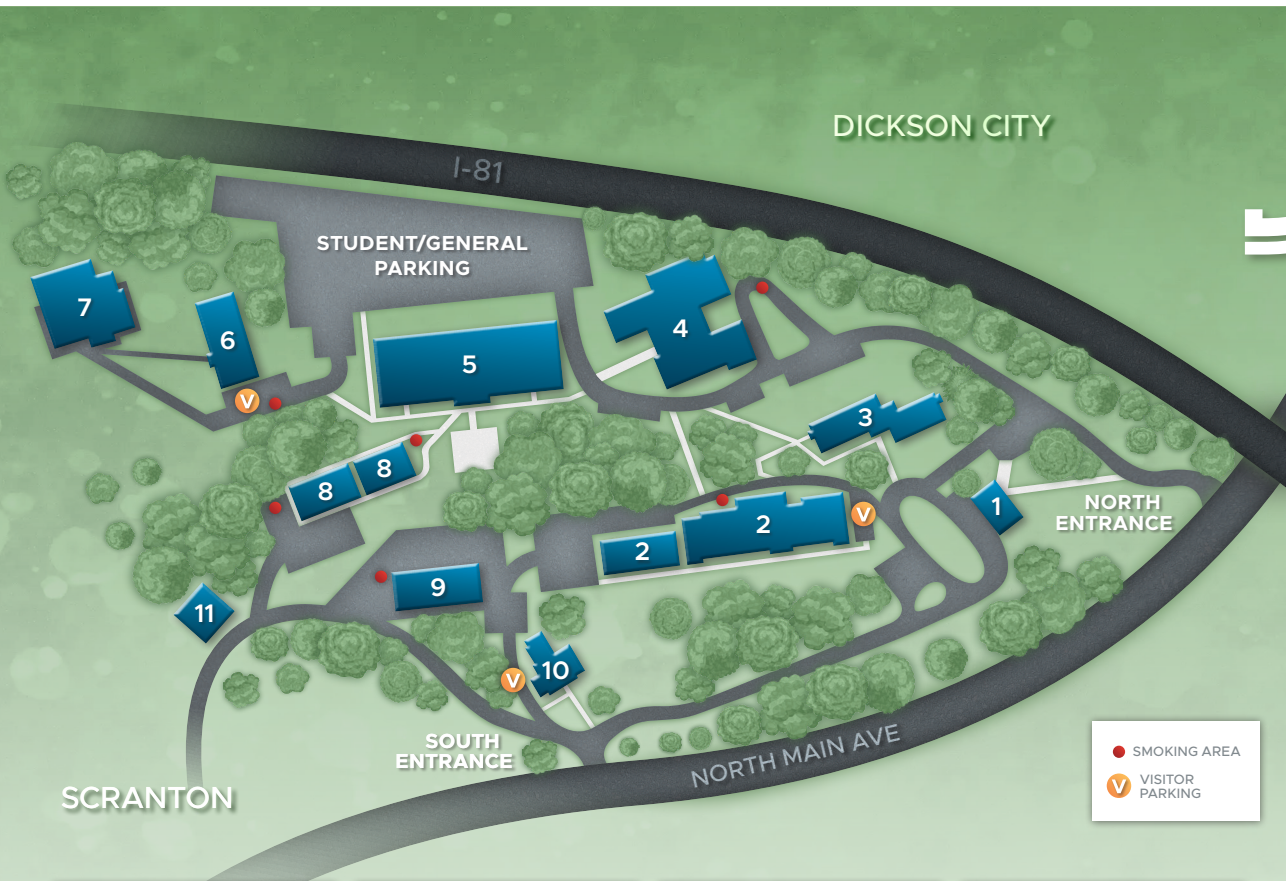 DICKSON CITY
I-81
STUDENT/GENERAL
PARKING
7
6
5
4
3
V
8
8
2
2
V
1
NORTH
ENTRANCE
9
11
10
V
SOUTH
ENTRANCE
NORTH MAIN AVE
SCRANTON
SMOKING AREA
V
VISITOR
PARKING